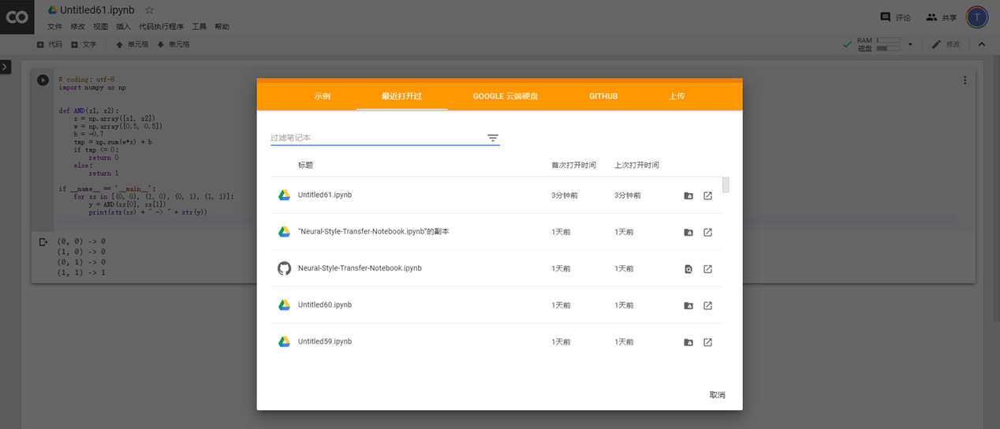 CO
Untitled61.ipynb
文件 修改 视图 插入 代码执行程序 工具 帮助
评论 共享 T
代码 文字 单元格 单元格
RAM
磁盘
修改
# coding: utf-8
import numpy as np
def AND(x1, x2):
x = np.array([x1, x2])
w = np.array([0.5, 0.5])
b = -0.7
tmp = np.sum(w*x) + b
if tmp <= 0:
return 0
else:
return 1
if __name__ == '__main__':
for xs in [(0, 0), (1, 0), (0, 1), (1, 1)]:
y = AND(xs[0], xs[1])
print(str(xs) + " -> " + str(y))
(0, 0) -> 0
(1, 0) -> 0
(0, 1) -> 0
(1, 1) -> 1
示例 最近打开过 GOOGLE 云端硬盘 GITHUB 上传
过滤笔记本
标题 首次打开时间 上次打开时间
Untitled61.ipynb 3分钟前 3分钟前
"Neural-Style-Transfer-Notebook.ipynb"的副本 1天前 1天前
Neural-Style-Transfer-Notebook.ipynb 1天前 1天前
Untitled60.ipynb 1天前 1天前
Untitled59.ipynb 1天前 1天前
取消